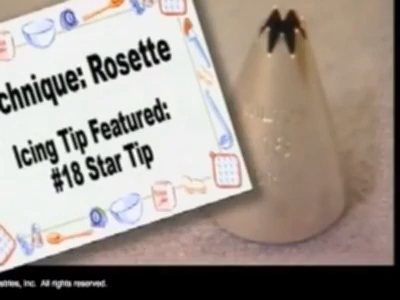 chnique: Rosette
Icing Tip Featured:
#18 Star Tip
stries, Inc. All rights reserved.